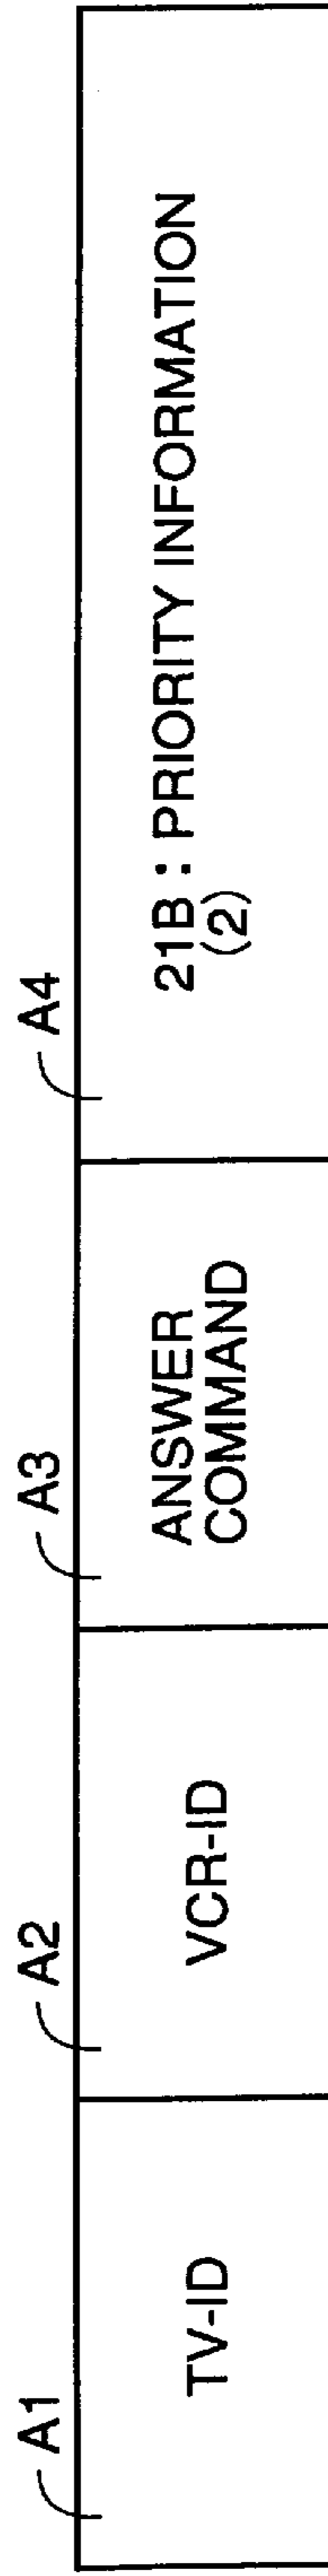 A1
A2
A3
A4
TV-ID
VCR-ID
ANSWER
COMMAND
21B : PRIORITY INFORMATION
(2)